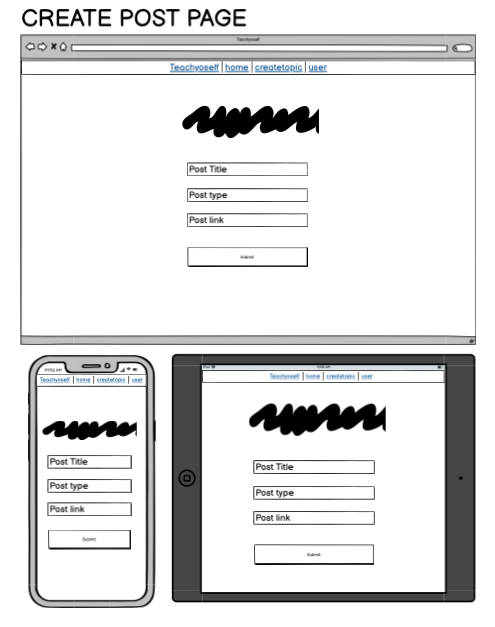 CREATE POST PAGE
Teachyoself
Teachyoself | home | createtopic | user
Post Title
Post type
Post link
Submit
Teachyoself | home | createtopic | user
Post Title
Post type
Post link
Submit
Teachyoself | home | createtopic | user
Post Title
Post type
Post link
Submit